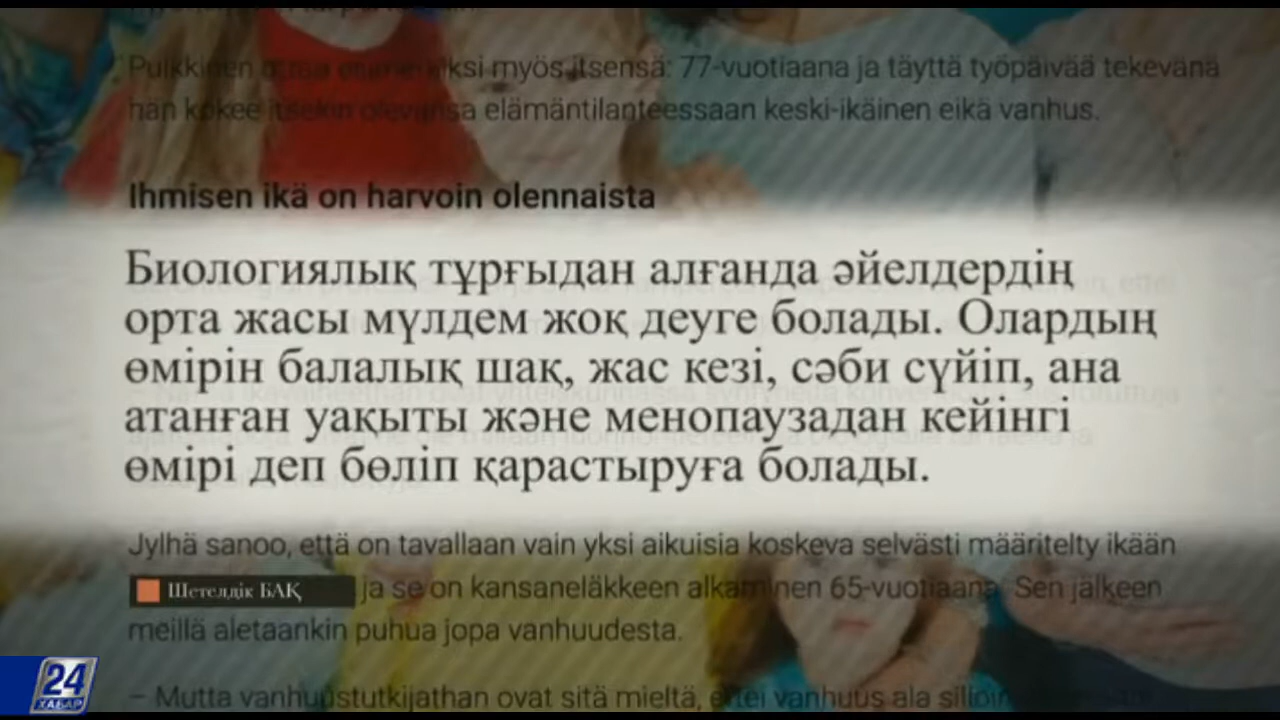 Pulkkinen ottaa esimerkiksi myös itsensä: 77-vuotiaana ja täyttä työpäivää tekevänä
hän kokee itsekin olevansa elämäntilanteessaan keski-ikäinen eikä vanhus.
Ihmisen ikä on harvoin olennaista
Биологиялық тұрғыдан алғанда әйелдердің
орта жасы мүлдем жоқ деуге болады. Олардың
өмірін балалық шақ, жас кезі, сәби сүйіп, ана
атанған уақыты және менопаузадан кейінгі
өмірі деп бөліп қарастыруға болады.
Jylhä sanoo, että on tavallaan vain yksi aikuisia koskeva selvästi määritelty ikään
Шетелдік БАҚ
ja se on kansaneläkkeen alkaminen 65-vuotiaana. Sen jälkeen
meillä aletaankin puhua jopa vanhuudesta.
– Mutta vanhuustutkijathan ovat sitä mieltä, ettei vanhuus ala silloin
24
ХАБАР